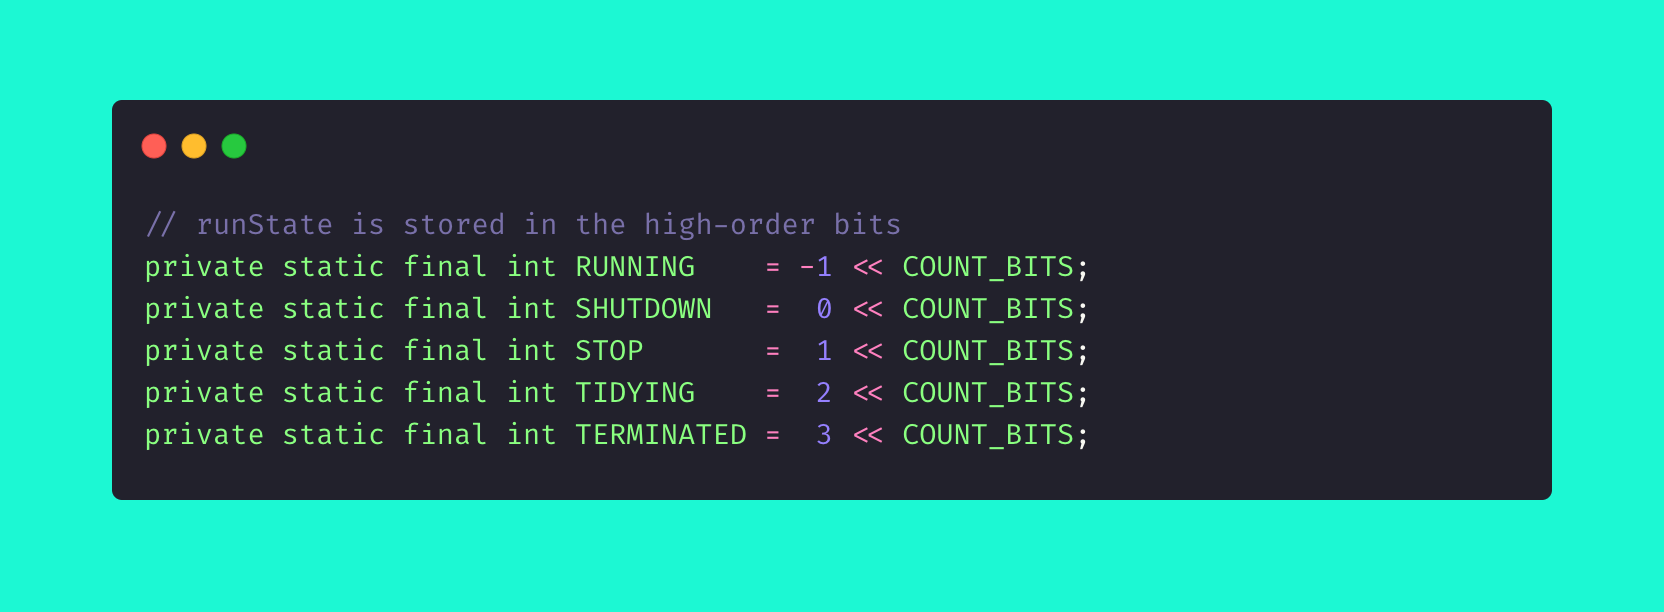 // runState is stored in the high-order bits
private static final int RUNNING    = -1 << COUNT_BITS;
private static final int SHUTDOWN   =  0 << COUNT_BITS;
private static final int STOP       =  1 << COUNT_BITS;
private static final int TIDYING    =  2 << COUNT_BITS;
private static final int TERMINATED =  3 << COUNT_BITS;